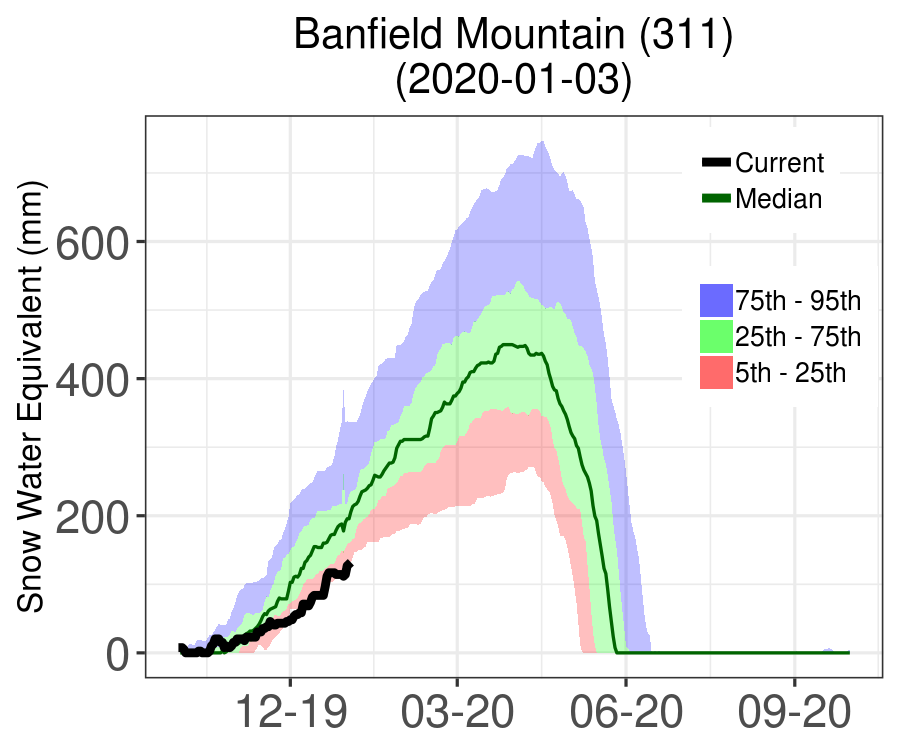 Banfield Mountain (311)
(2020-01-03)
Snow Water Equivalent (mm)
600
400
200
0
12-19
03-20
06-20
09-20
Current
Median
75th - 95th
25th - 75th
5th - 25th